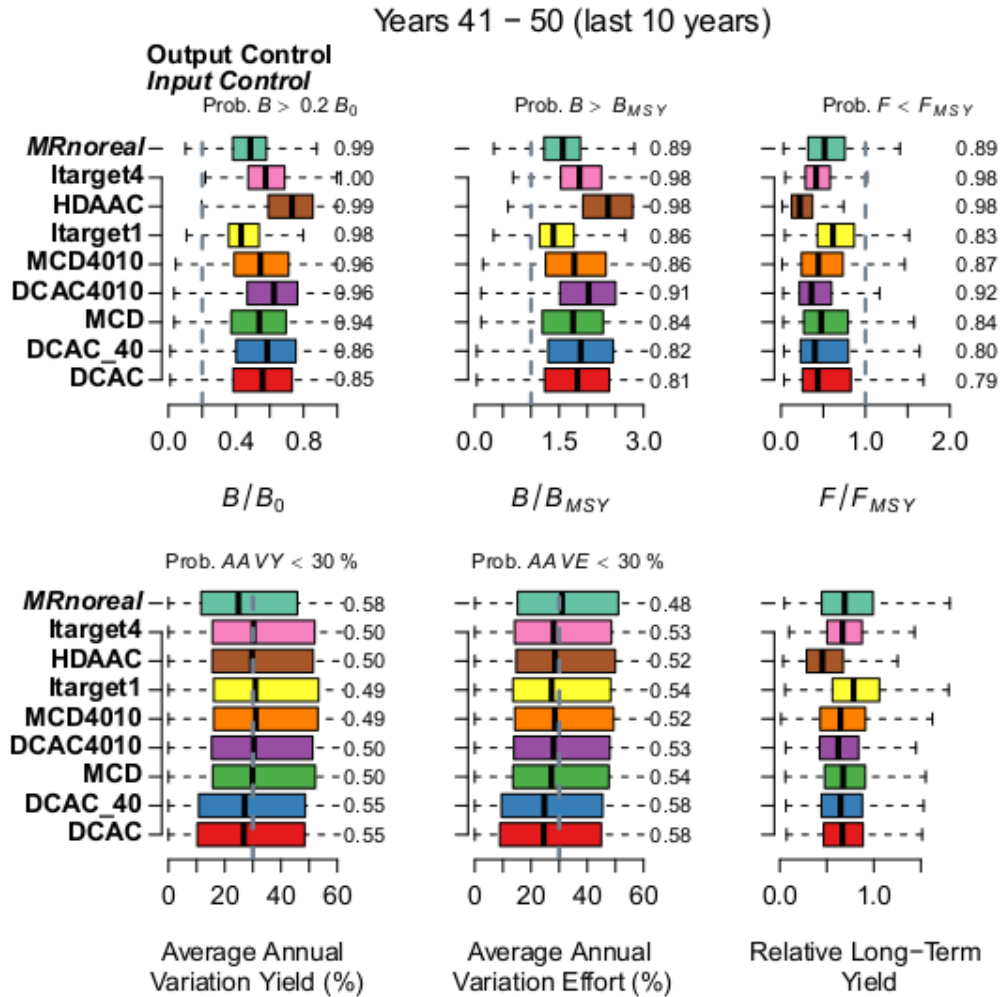 Years 41 − 50 (last 10 years)
Output Control
Input Control
Prob. B > 0.2 B0
Prob. B > BMSY
Prob. F < FMSY
MRnoreal 0.99 0.89 0.89
Itarget4 1.00 0.98 0.98
HDAAC 0.99 0.98 0.98
Itarget1 0.98 0.86 0.83
MCD4010 0.96 0.86 0.87
DCAC4010 0.96 0.91 0.92
MCD 0.94 0.84 0.84
DCAC_40 0.86 0.82 0.80
DCAC 0.85 0.81 0.79
0.0 0.4 0.8 0.0 1.5 3.0 0.0 1.0 2.0
B/B0 B/BMSY F/FMSY
Prob. AAVY < 30 % Prob. AAVE < 30 %
MRnoreal 0.58 0.48
Itarget4 0.50 0.53
HDAAC 0.50 0.52
Itarget1 0.49 0.54
MCD4010 0.49 0.52
DCAC4010 0.50 0.53
MCD 0.50 0.54
DCAC_40 0.55 0.58
DCAC 0.55 0.58
0 20 40 60 0 20 40 60 0.0 1.0
Average Annual Average Annual Relative Long−Term
Variation Yield (%) Variation Effort (%) Yield